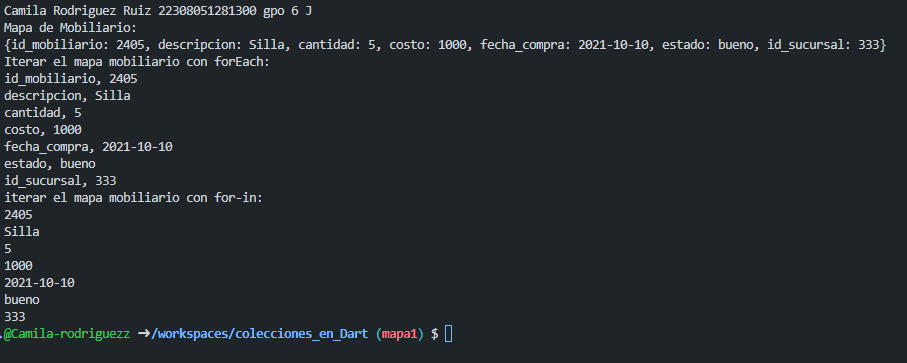 Camila Rodriguez Ruiz 22308051281300 gpo 6 J
Mapa de Mobiliario:
{id_mobiliario: 2405, descripcion: Silla, cantidad: 5, costo: 1000, fecha_compra: 2021-10-10, estado: bueno, id_sucursal: 333}
Iterar el mapa mobiliario con forEach:
id_mobiliario, 2405
descripcion, Silla
cantidad, 5
costo, 1000
fecha_compra, 2021-10-10
estado, bueno
id_sucursal, 333
iterar el mapa mobiliario con for-in:
2405
Silla
5
1000
2021-10-10
bueno
333
@Camila-rodriguezz ➜/workspaces/colecciones_en_Dart (mapa1) $